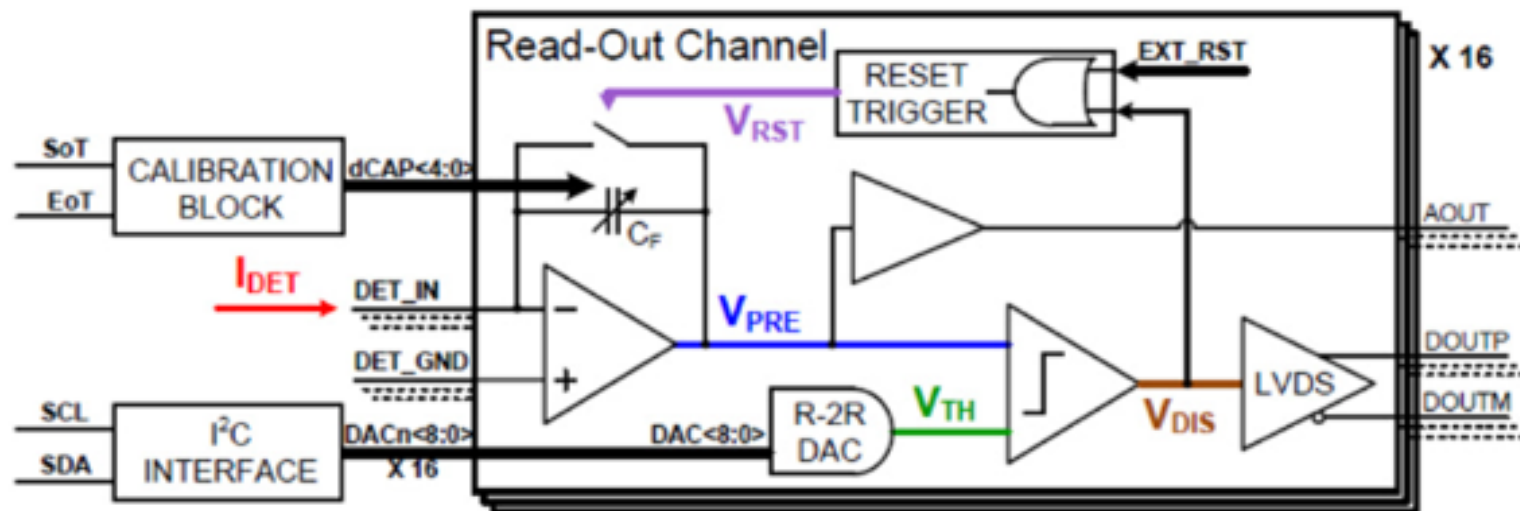 Read-Out Channel
RESET
TRIGGER
EXT_RST
X 16
VRST
SoT
EoT
CALIBRATION
BLOCK
dCAP<4:0>
CF
AOUT
IDET
DET_IN
VPRE
DET_GND
DOUTP
LVDS
DOUTM
SCL
SDA
I²C
INTERFACE
DACn<8:0>
X 16
DAC<8:0>
R-2R
DAC
VTH
VDIS